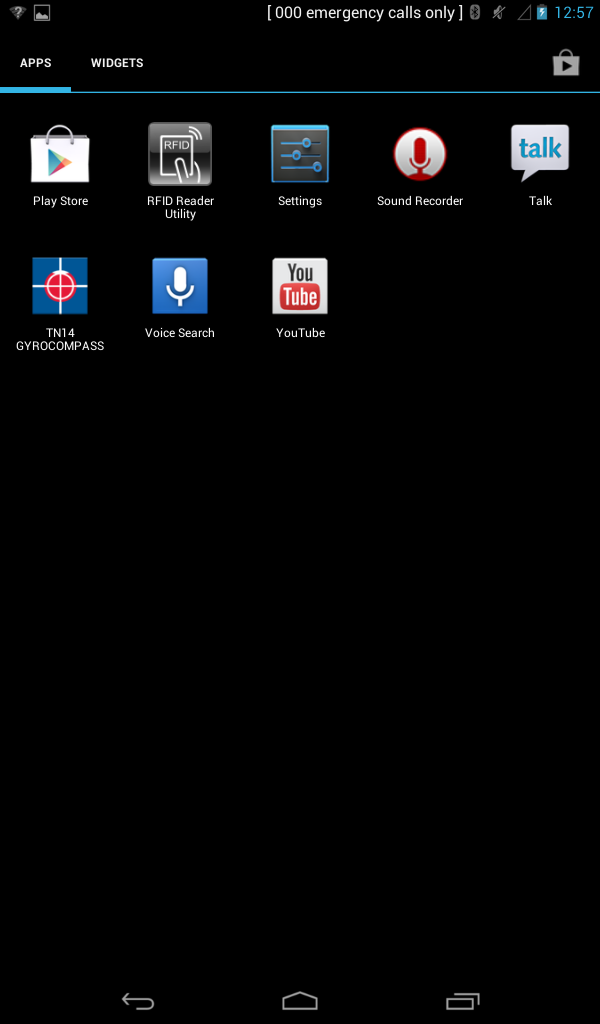 [ 000 emergency calls only ] 12:57
APPS WIDGETS
RFID
talk
Play Store RFID Reader Utility Settings Sound Recorder Talk
You
Tube
TN14 GYROCOMPASS Voice Search YouTube